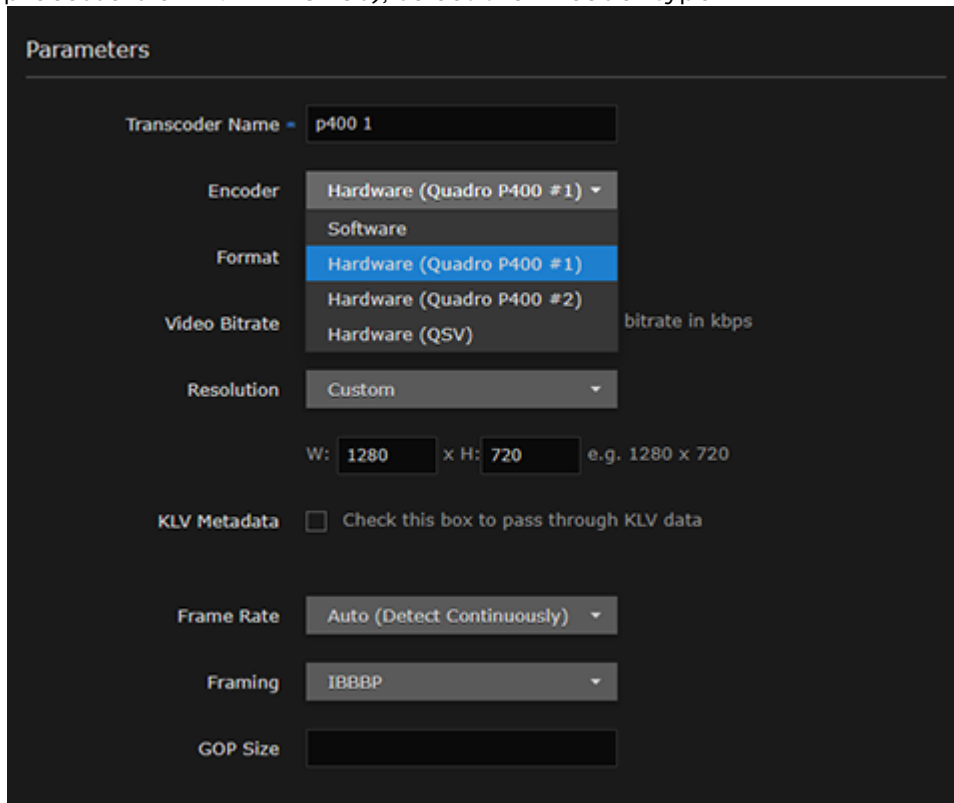 Parameters
Transcoder Name p400 1
Encoder Hardware (Quadro P400 #1)
Software
Format Hardware (Quadro P400 #1)
Hardware (Quadro P400 #2)
Video Bitrate bitrate in kbps
Hardware (QSV)
Resolution Custom
W: 1280 x H: 720 e.g. 1280 x 720
KLV Metadata Check this box to pass through KLV data
Frame Rate Auto (Detect Continuously)
Framing IBBBP
GOP Size